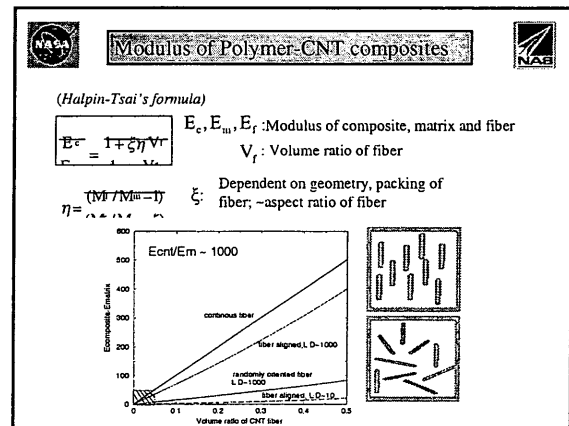 NASA
Modulus of Polymer-CNT composites
NAS
(Halpin-Tsai's formula)
E_c, E_m, E_f :Modulus of composite, matrix and fiber
V_f : Volume ratio of fiber
= 1+ξηV
η=
ξ: Dependent on geometry, packing of
fiber; ~aspect ratio of fiber
Ecnt/Em ~ 1000
Ecomposite/Ematrix
600
500
400
300
200
100
0
continous fiber
fiber aligned, L D~1000
randomly oriented fiber
L D~1000
fiber aligned, L D~10
0 0.1 0.2 0.3 0.4 0.5
Volume ratio of CNT fiber